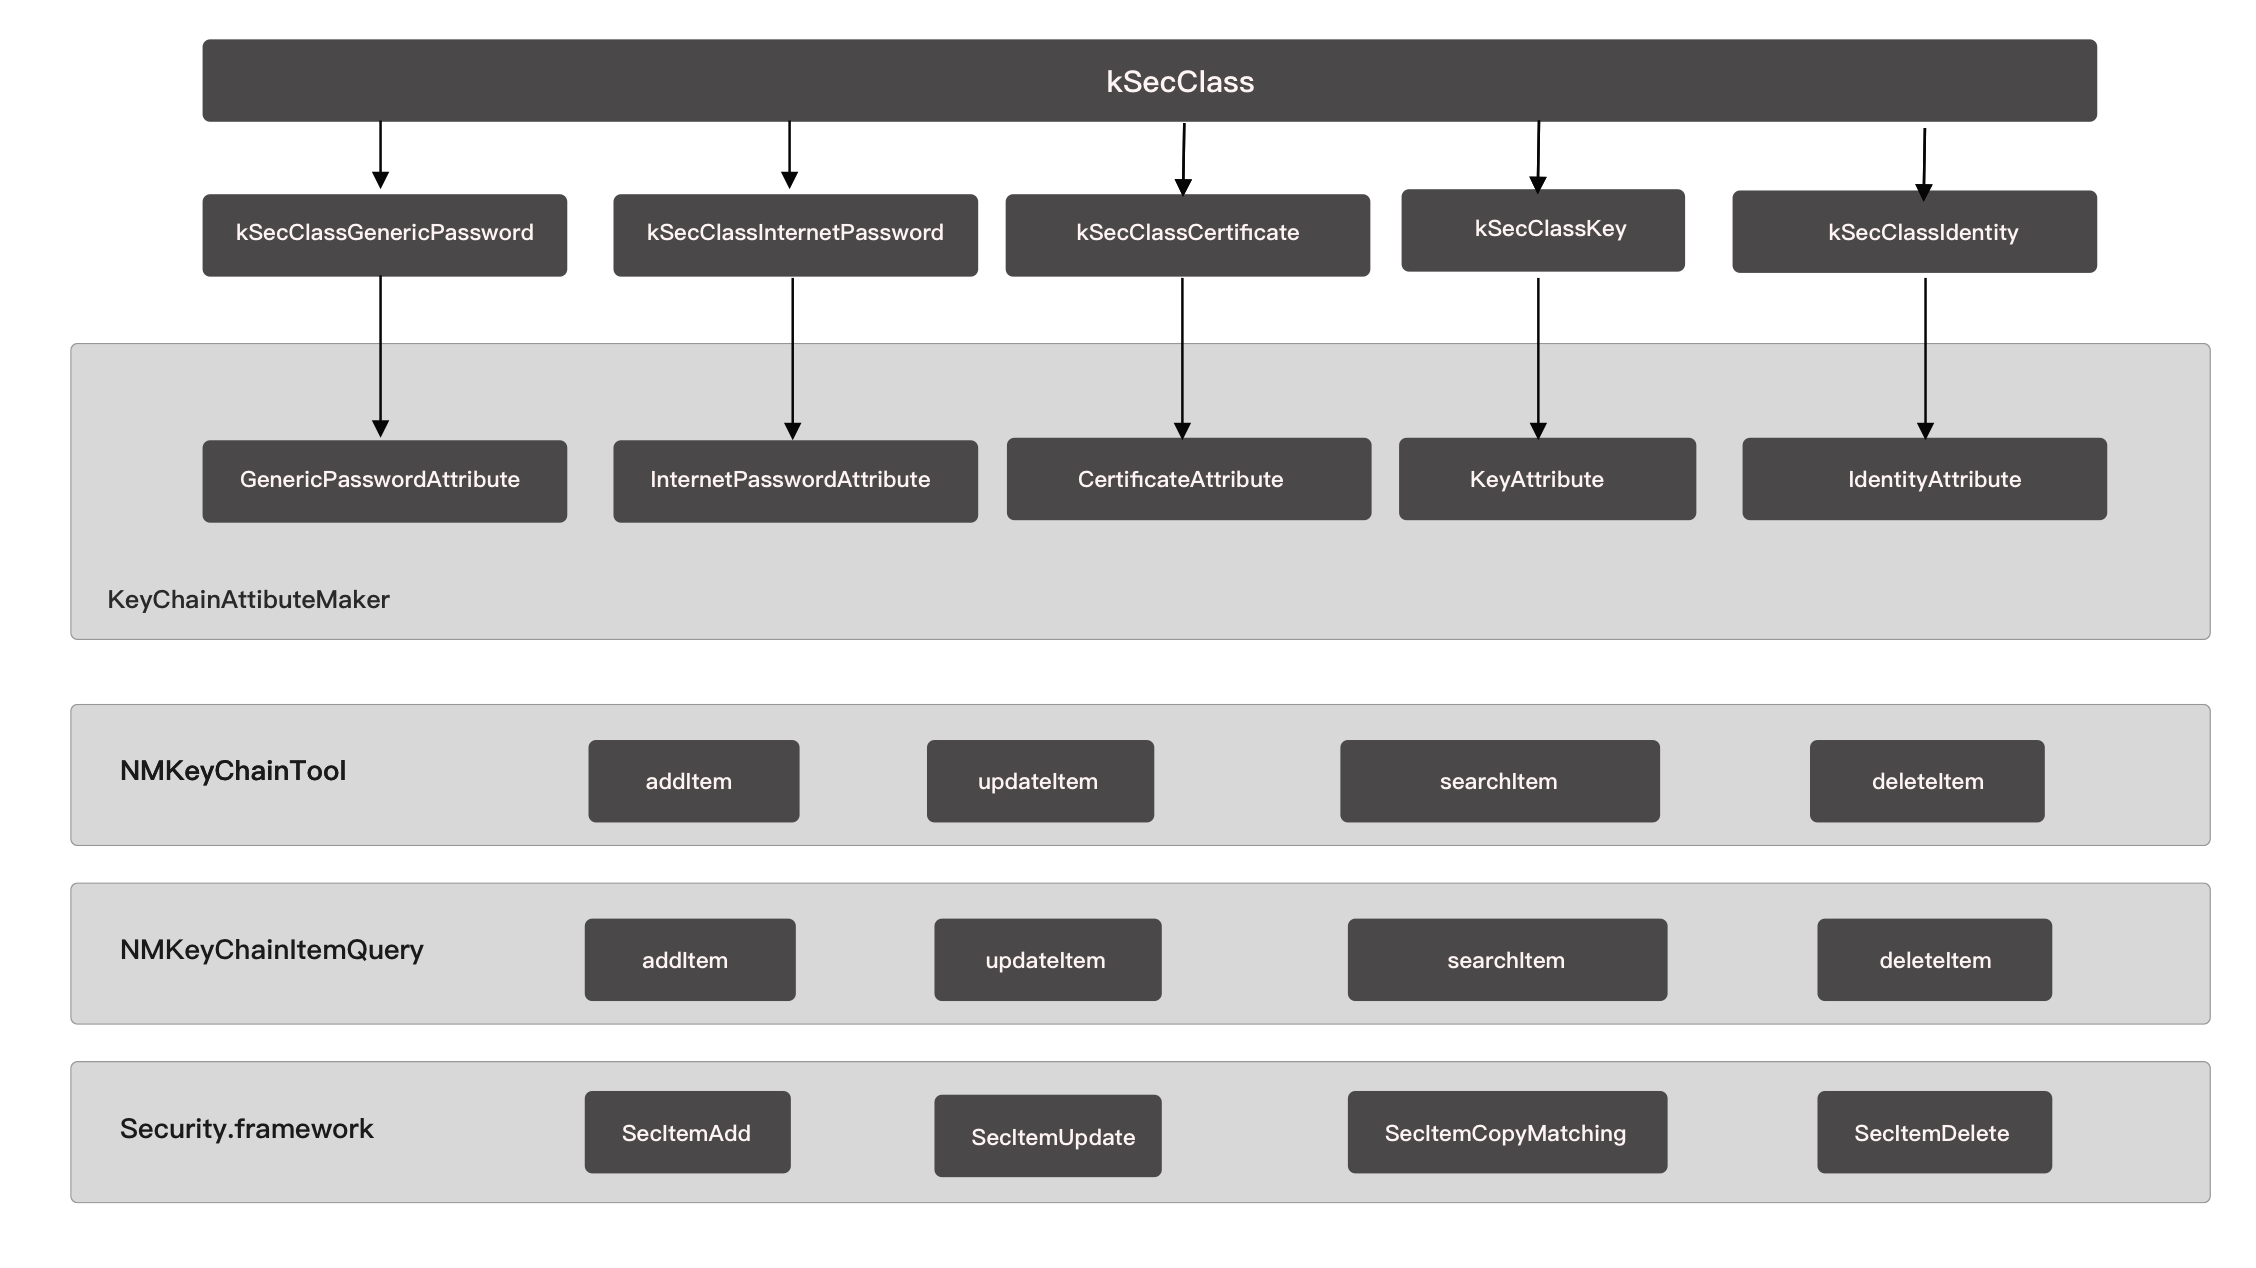 kSecClass
kSecClassGenericPassword
kSecClassInternetPassword
kSecClassCertificate
kSecClassKey
kSecClassIdentity
GenericPasswordAttribute
InternetPasswordAttribute
CertificateAttribute
KeyAttribute
IdentityAttribute
KeyChainAttibuteMaker
NMKeyChainTool
addItem
updateItem
searchItem
deleteItem
NMKeyChainItemQuery
addItem
updateItem
searchItem
deleteItem
Security.framework
SecItemAdd
SecItemUpdate
SecItemCopyMatching
SecItemDelete